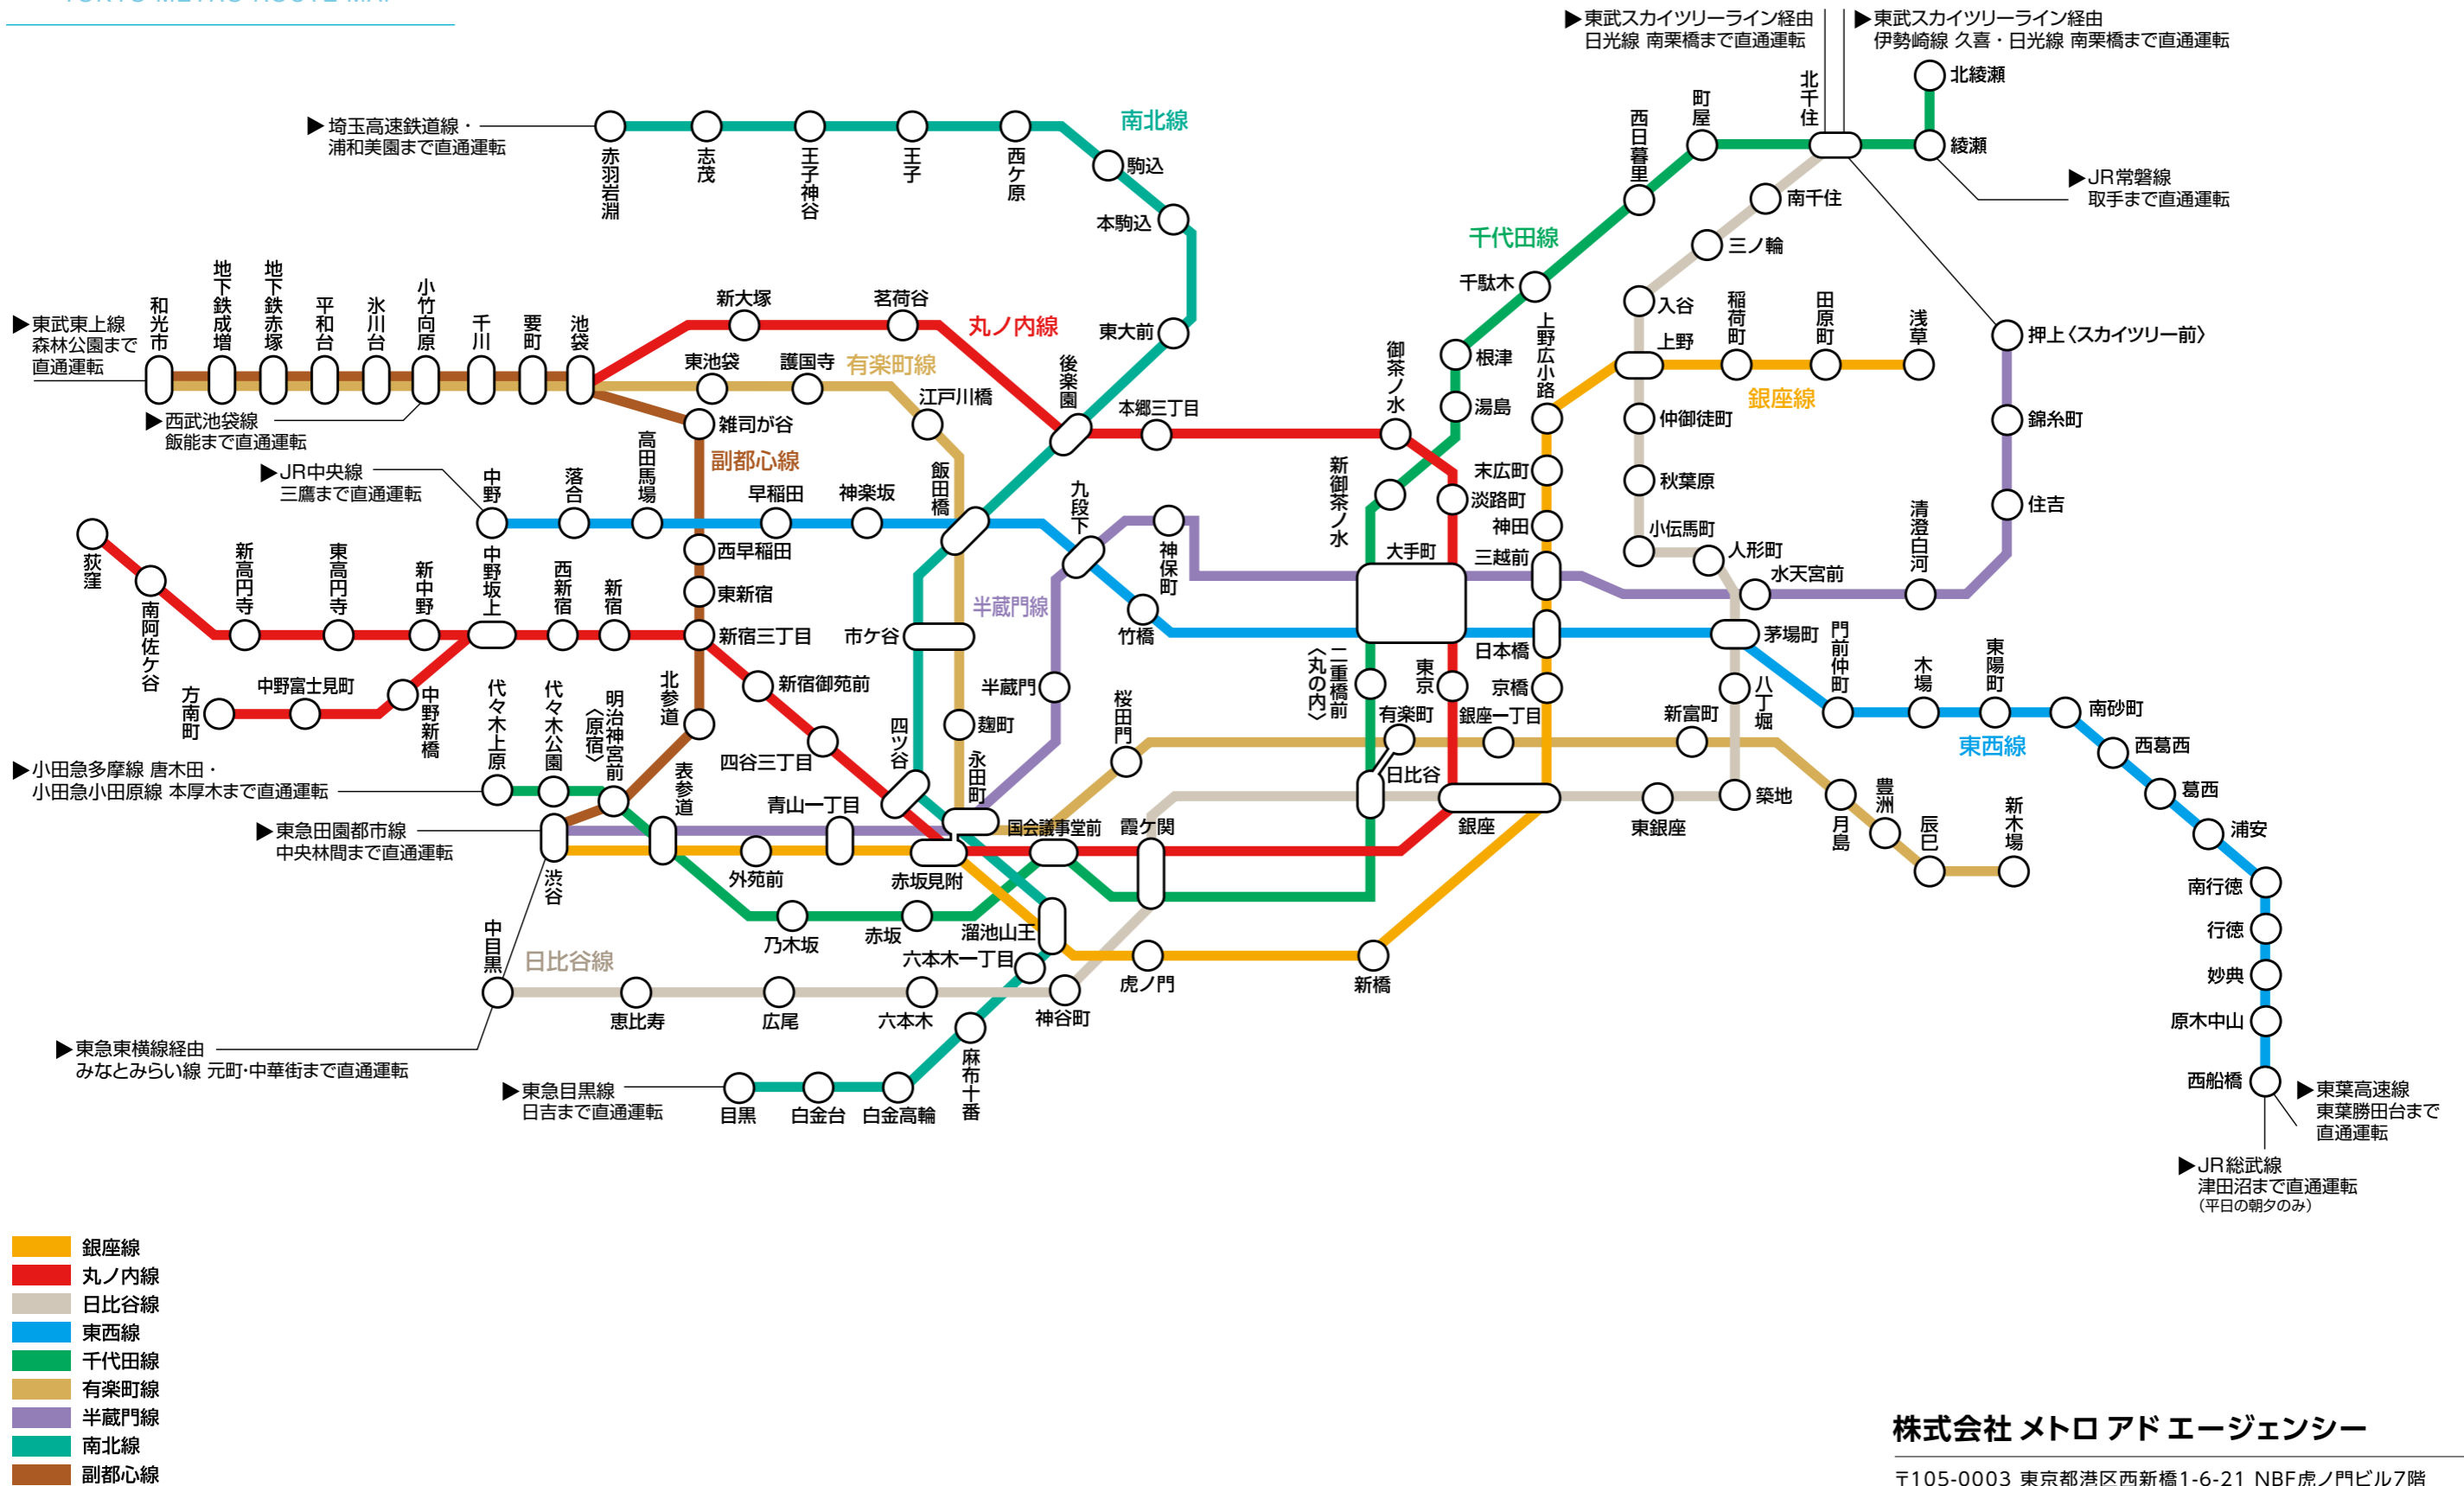 TOKYO METRO ROUTE MAP
▶東武スカイツリーライン経由
日光線 南栗橋まで直通運転
▶東武スカイツリーライン経由
伊勢崎線 久喜・日光線 南栗橋まで直通運転
北綾瀬
綾瀬
北千住
町屋
西日暮里
▶JR常磐線
取手まで直通運転
▶埼玉高速鉄道線・
浦和美園まで直通運転
赤羽岩淵
志茂
王子神谷
王子
西ケ原
南北線
駒込
本駒込
東大前
千代田線
千駄木
根津
湯島
南千住
三ノ輪
入谷
上野
稲荷町
田原町
浅草
銀座線
上野広小路
仲御徒町
秋葉原
小伝馬町
人形町
押上〈スカイツリー前〉
錦糸町
住吉
清澄白河
水天宮前
▶東武東上線
森林公園まで
直通運転
和光市
地下鉄成増
地下鉄赤塚
平和台
氷川台
小竹向原
千川
要町
池袋
新大塚
茗荷谷
丸ノ内線
東池袋
護国寺
有楽町線
江戸川橋
後楽園
本郷三丁目
御茶ノ水
▶西武池袋線
飯能まで直通運転
▶JR中央線
三鷹まで直通運転
雑司が谷
副都心線
中野
落合
高田馬場
早稲田
神楽坂
飯田橋
九段下
神保町
新御茶ノ水
淡路町
末広町
神田
三越前
大手町
荻窪
南阿佐ケ谷
新高円寺
東高円寺
新中野
中野坂上
西新宿
新宿
西早稲田
東新宿
新宿三丁目
市ケ谷
半蔵門線
竹橋
日本橋
茅場町
門前仲町
木場
東陽町
南砂町
東西線
西葛西
葛西
浦安
南行徳
行徳
妙典
原木中山
西船橋
方南町
中野富士見町
中野新橋
新宿御苑前
四谷三丁目
四ツ谷
半蔵門
麹町
永田町
桜田門
二重橋前
〈丸の内〉
東京
京橋
八丁堀
有楽町
銀座一丁目
新富町
日比谷
銀座
東銀座
築地
月島
豊洲
辰巳
新木場
代々木上原
代々木公園
明治神宮前
〈原宿〉
北参道
表参道
青山一丁目
国会議事堂前
霞ケ関
▶小田急多摩線 唐木田・
小田急小田原線 本厚木まで直通運転
▶東急田園都市線
中央林間まで直通運転
渋谷
外苑前
赤坂見附
乃木坂
赤坂
溜池山王
六本木一丁目
虎ノ門
新橋
中目黒
日比谷線
恵比寿
広尾
六本木
神谷町
麻布十番
▶東急東横線経由
みなとみらい線 元町・中華街まで直通運転
▶東急目黒線
日吉まで直通運転
目黒
白金台
白金高輪
▶東葉高速線
東葉勝田台まで
直通運転
▶JR総武線
津田沼まで直通運転
（平日の朝夕のみ）
銀座線
丸ノ内線
日比谷線
東西線
千代田線
有楽町線
半蔵門線
南北線
副都心線
株式会社 メトロ アド エージェンシー
〒105-0003 東京都港区西新橋1-6-21 NBF虎ノ門ビル7階